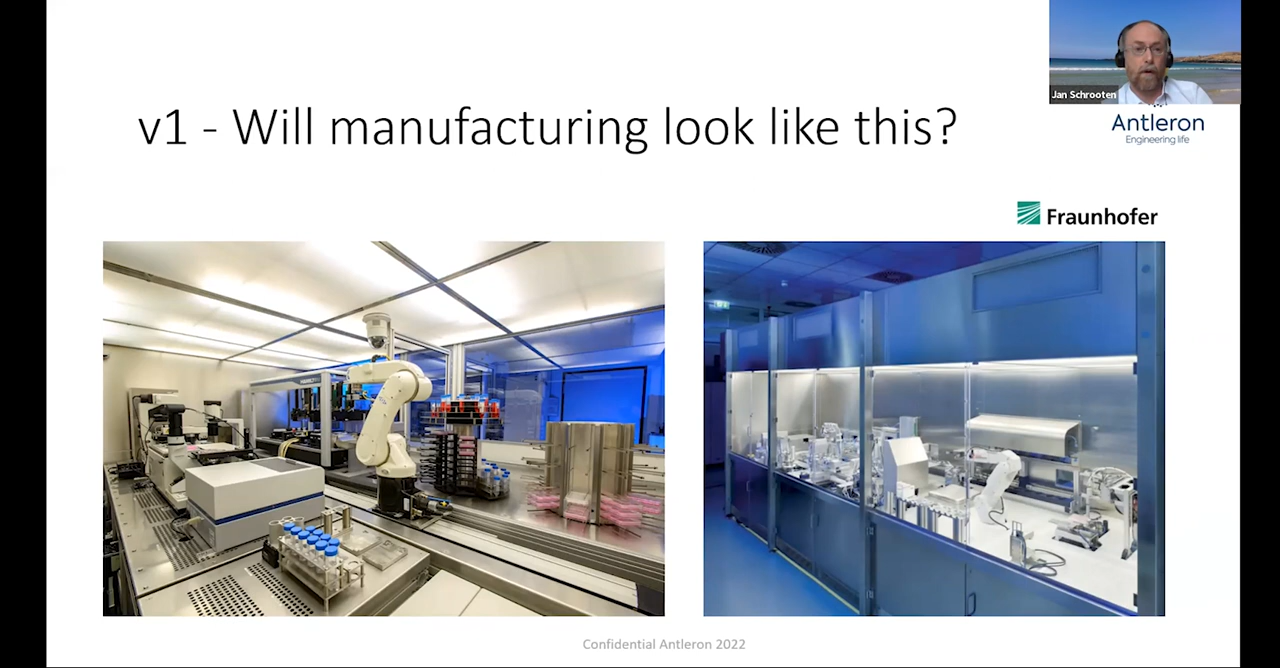 Jan Schrooten
v1 - Will manufacturing look like this?
Antleron
Engineering life
Fraunhofer
Confidential Antleron 2022